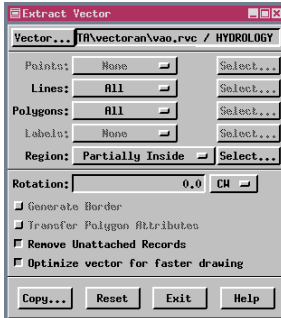 Extract Vector
Vector... TA\vectoran\vao.rvc / HYDROLOGY
Points: None Select...
Lines: All Select...
Polygons: All Select...
Labels: None Select...
Region: Partially Inside Select...
Rotation: 0.0 CW
Generate Border
Transfer Polygon Attributes
Remove Unattached Records
Optimize vector for faster drawing
Copy... Reset Exit Help